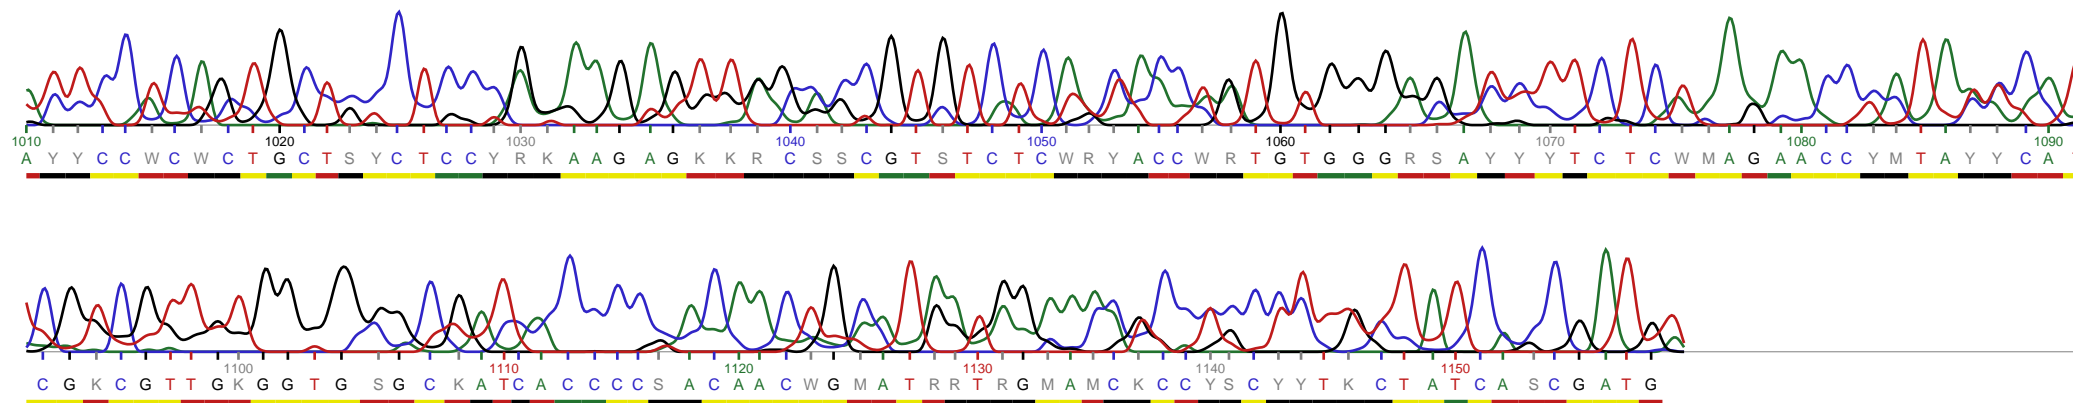 1010 1020 1030 1040 1050 1060 1070 1080 1090
A Y Y C C W C W C T G C T S Y C T C C Y R K A A G A G K K R C S S C G T S T C T C W R Y A C C W R T G T G G G R S A Y Y Y T C T C W M A G A A C C Y M T A Y Y C A
1100 1110 1120 1130 1140 1150
C G K C G T T G K G G T G S G C K A T C A C C C C S A C A A C W G M A T R R T R G M A M C K C C Y S C Y Y T K C T A T C A S C G A T G